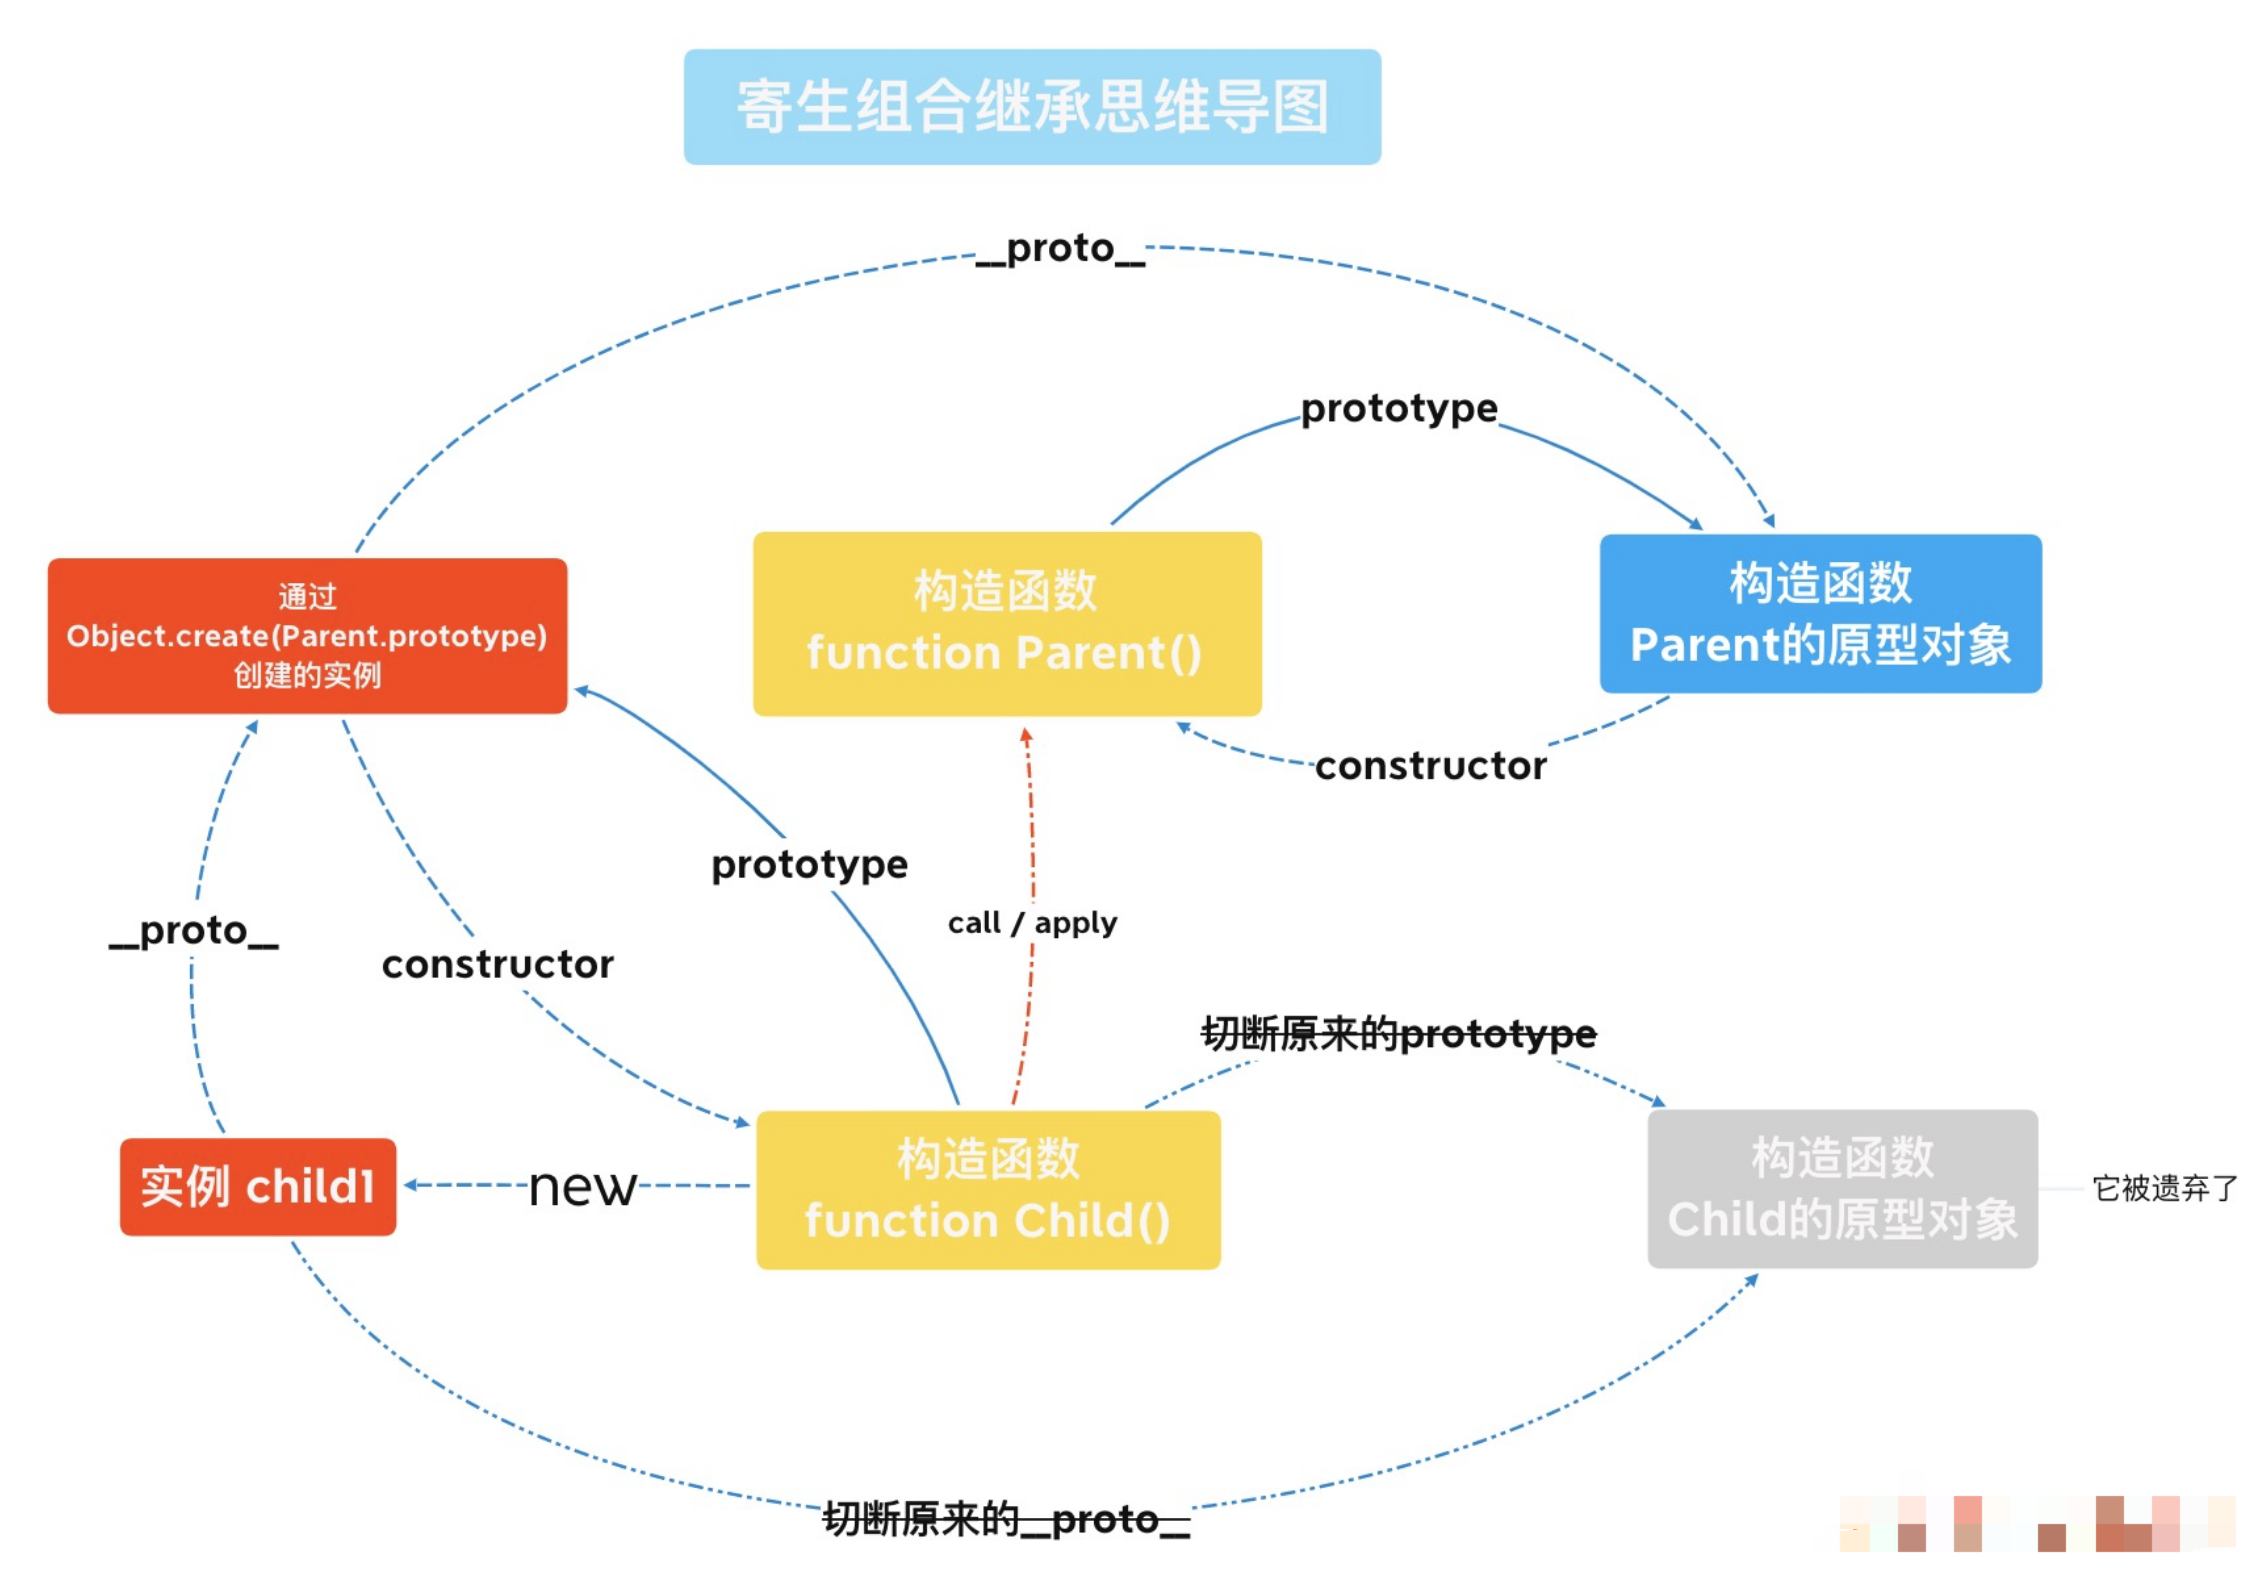 寄生组合继承思维导图
__proto__
prototype
通过
Object.create(Parent.prototype)
创建的实例
构造函数
function Parent()
构造函数
Parent的原型对象
constructor
prototype
call / apply
__proto__
constructor
切断原来的prototype
实例 child1
new
构造函数
function Child()
构造函数
Child的原型对象
它被遗弃了
切断原来的__proto__